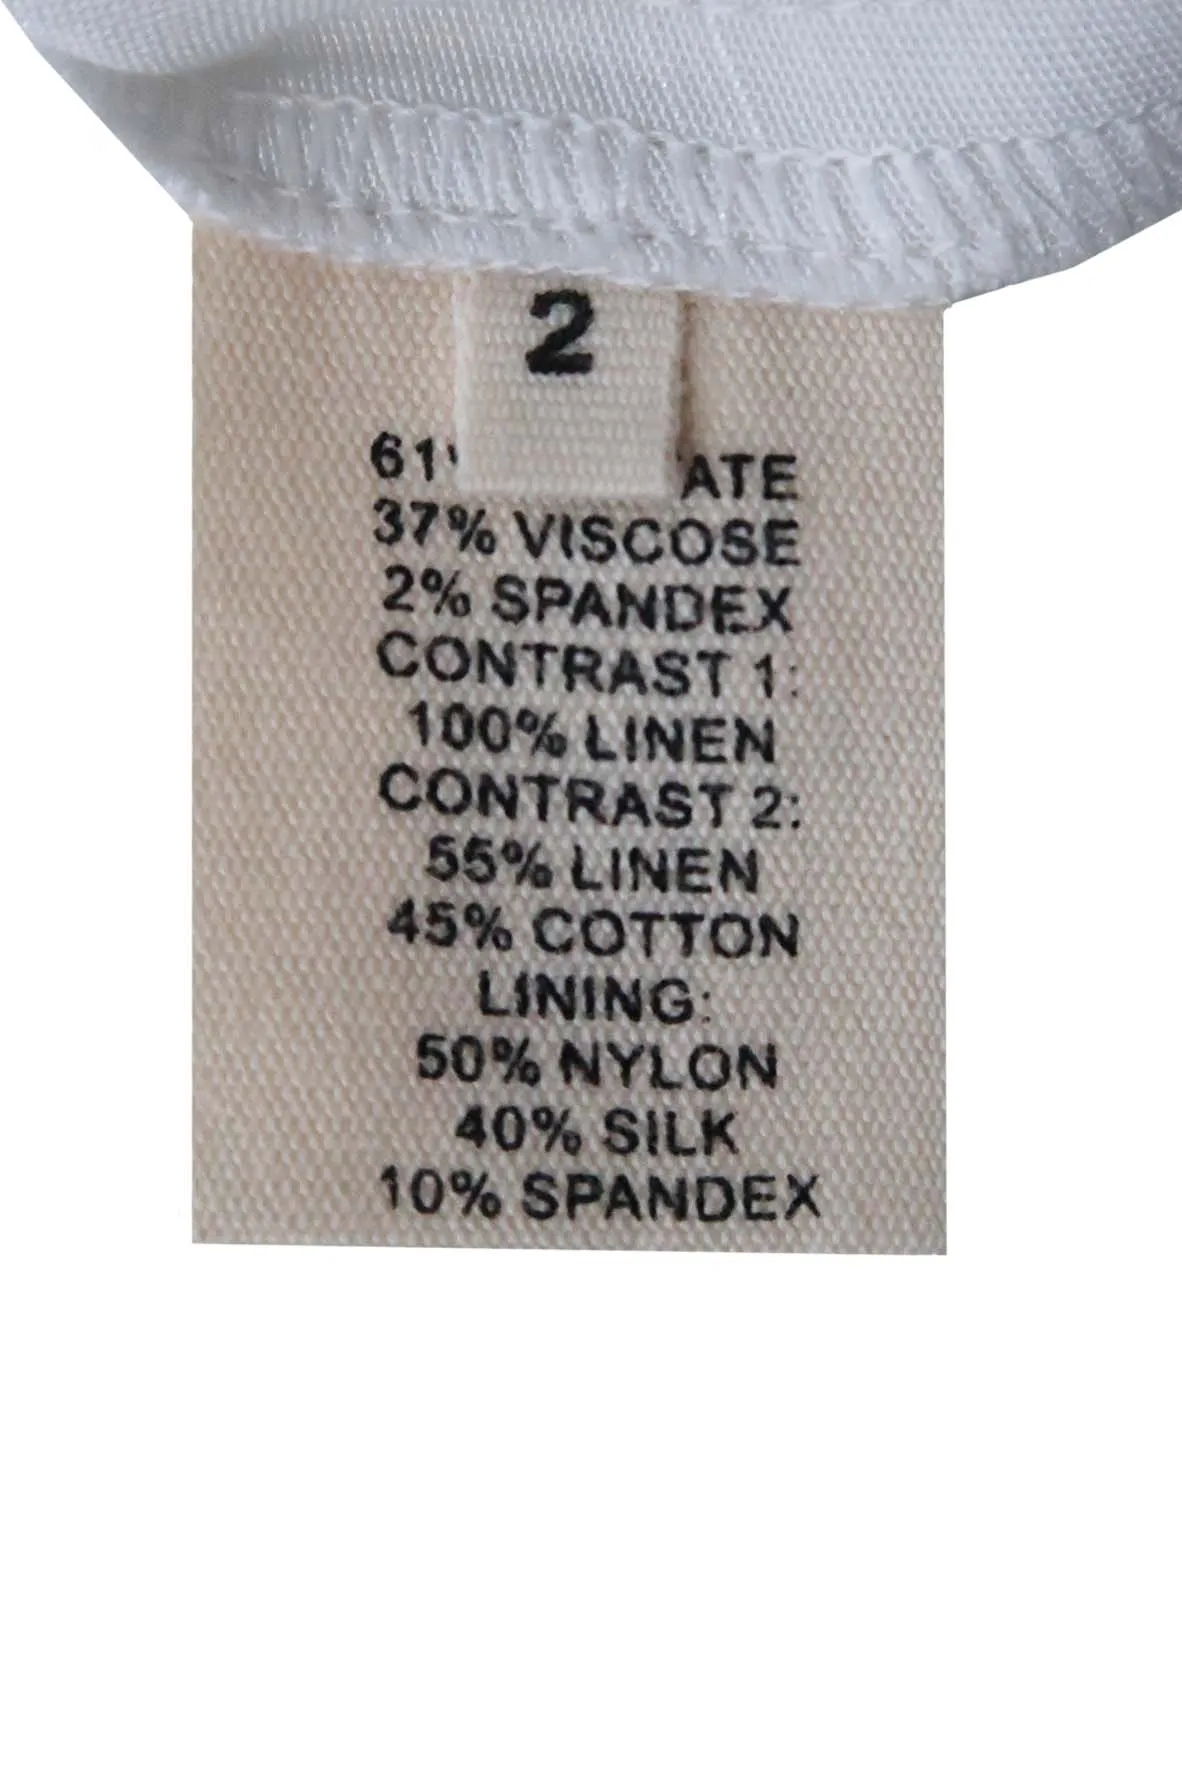 2
61
37% VISCOSE
2% SPANDEX
CONTRAST 1:
100% LINEN
CONTRAST 2:
55% LINEN
45% COTTON
LINING:
50% NYLON
40% SILK
10% SPANDEX